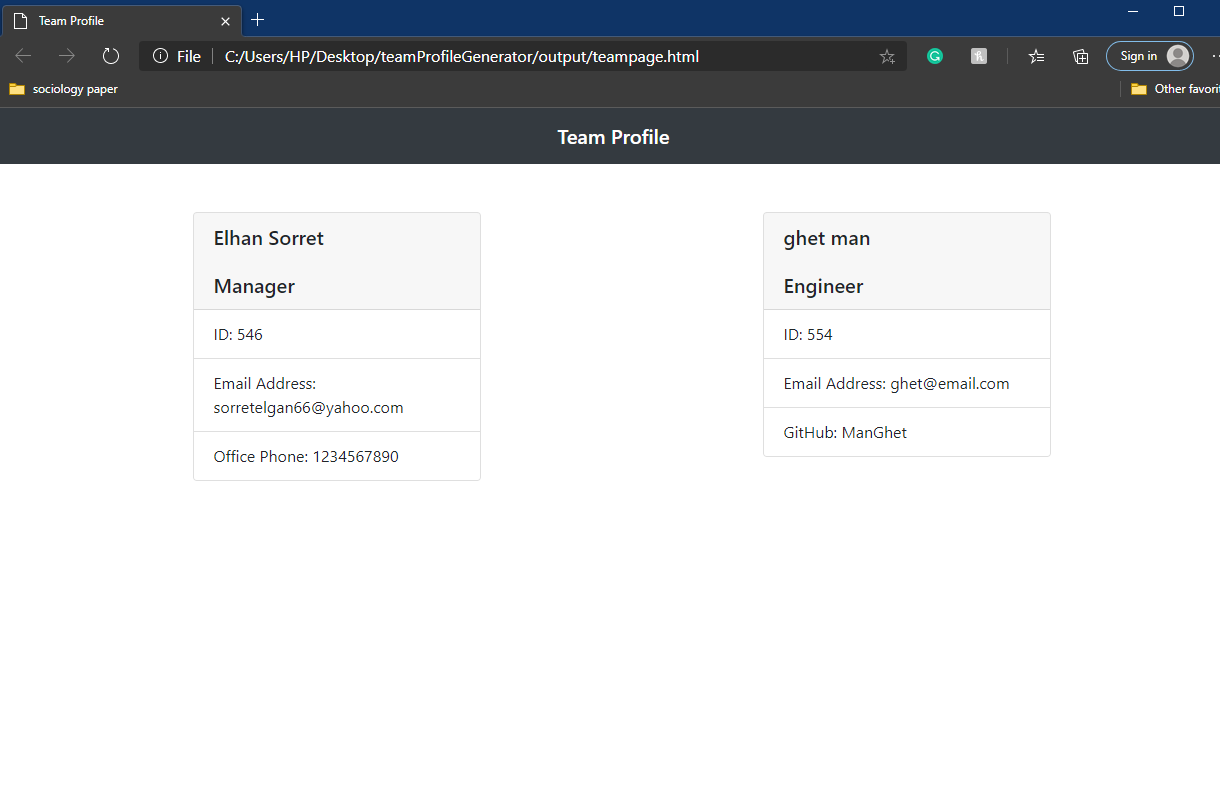 Team Profile
File
C:/Users/HP/Desktop/teamProfileGenerator/output/teampage.html
Sign in
sociology paper
Other favorit
Team Profile
Elhan Sorret
Manager
ID: 546
Email Address:
sorretelgan66@yahoo.com
Office Phone: 1234567890
ghet man
Engineer
ID: 554
Email Address: ghet@email.com
GitHub: ManGhet